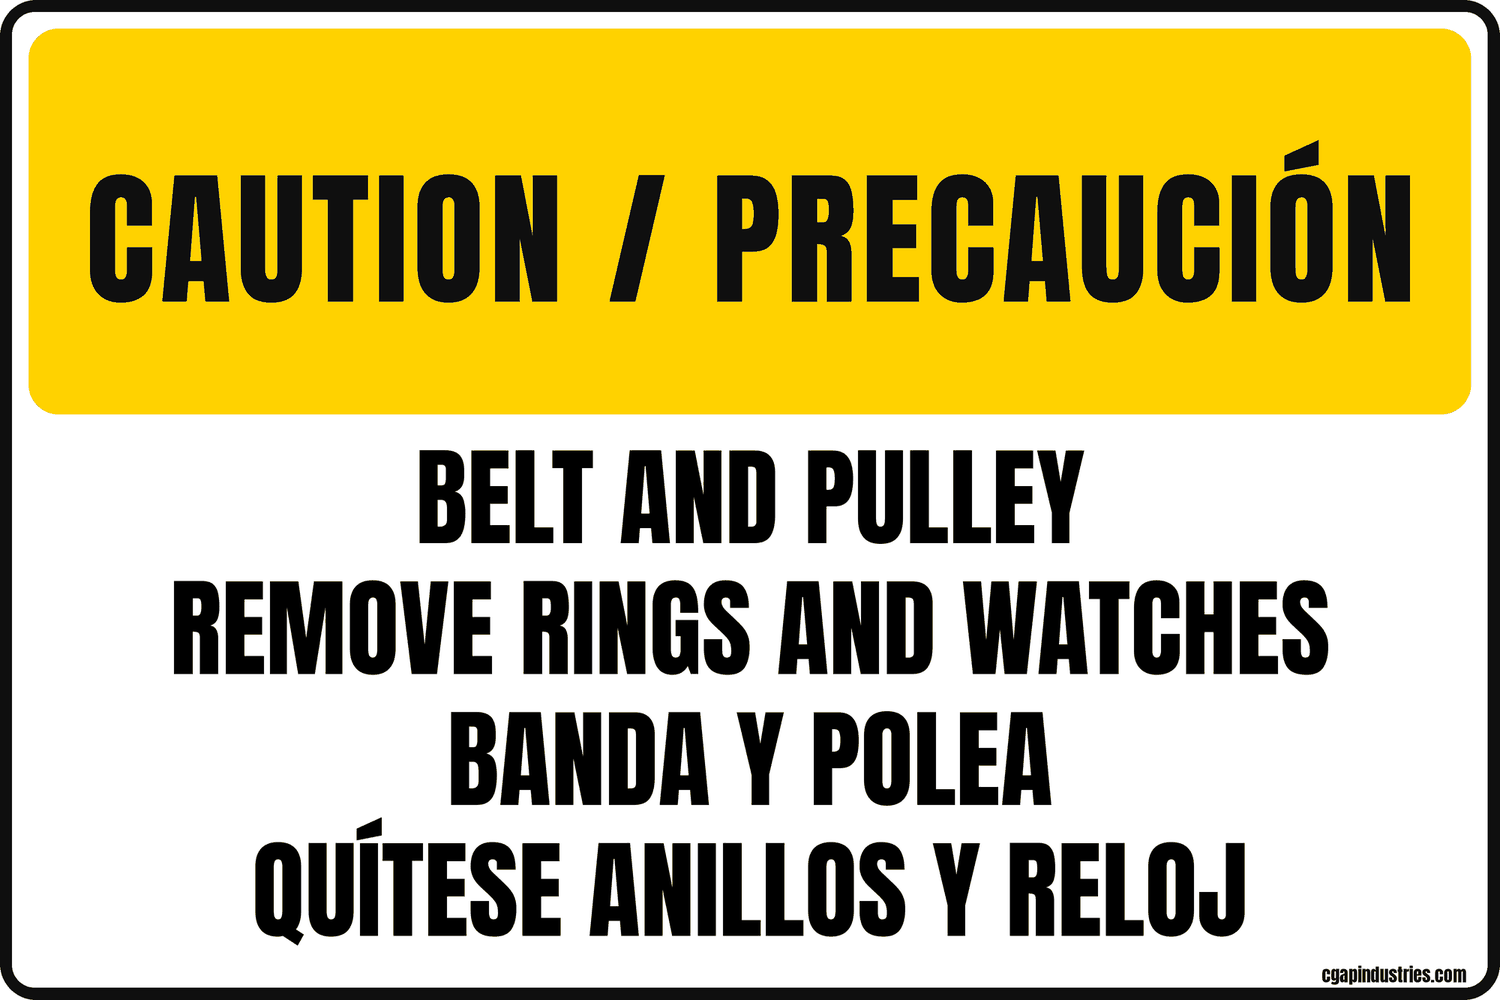 CAUTION / PRECAUCIÓN
BELT AND PULLEY
REMOVE RINGS AND WATCHES
BANDA Y POLEA
QUÍTESE ANILLOS Y RELOJ
cgapindustries.com